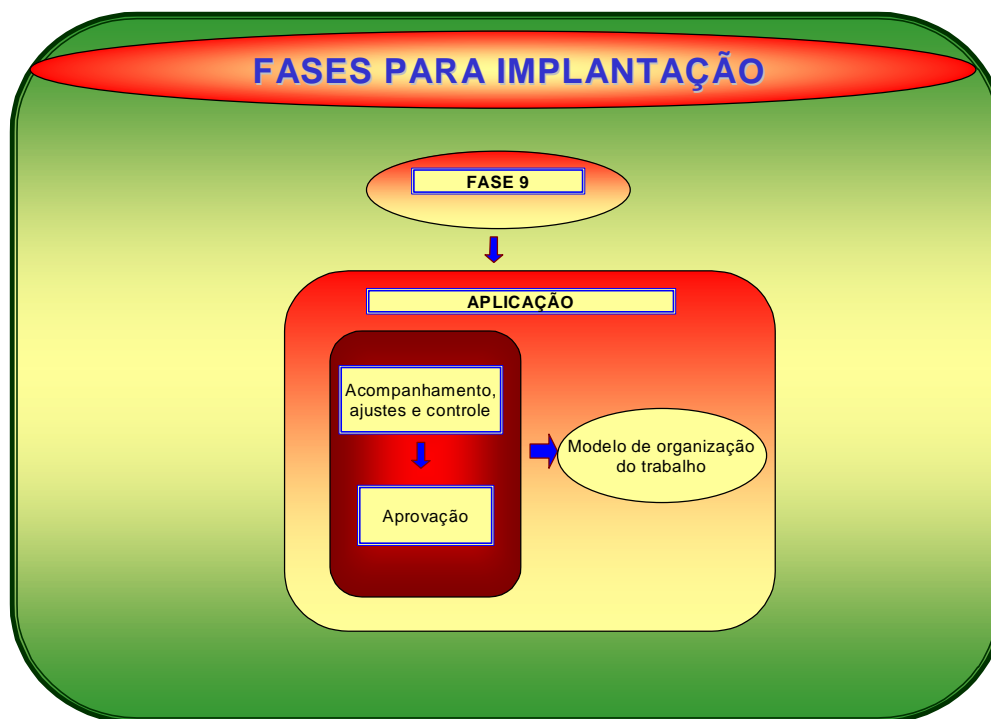 FASES PARA IMPLANTAÇÃO
FASE 9
APLICAÇÃO
Acompanhamento,
ajustes e controle
Aprovação
Modelo de organização
do trabalho